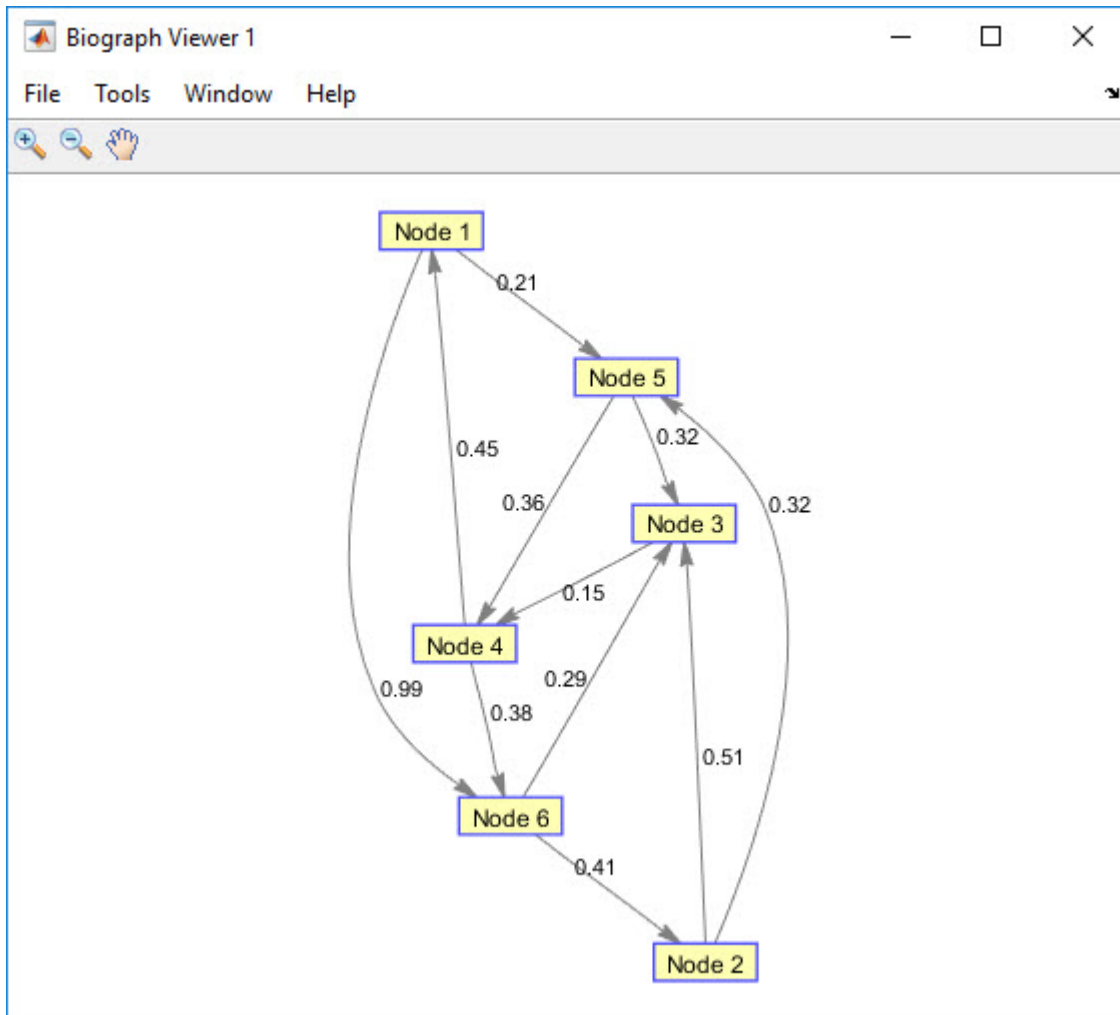 Biograph Viewer 1
File Tools Window Help
Node 1
0.21
Node 5
0.32
0.45
0.36
0.32
Node 3
0.15
Node 4
0.29
0.99
0.38
0.51
Node 6
0.41
Node 2